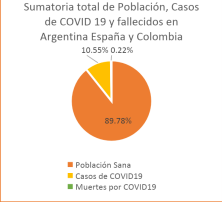 Sumatoria total de Población, Casos
de COVID 19 y fallecidos en
Argentina España y Colombia
10.55% 0.22%
89.78%
Población Sana
Casos de COVID19
Muertes por COVID19